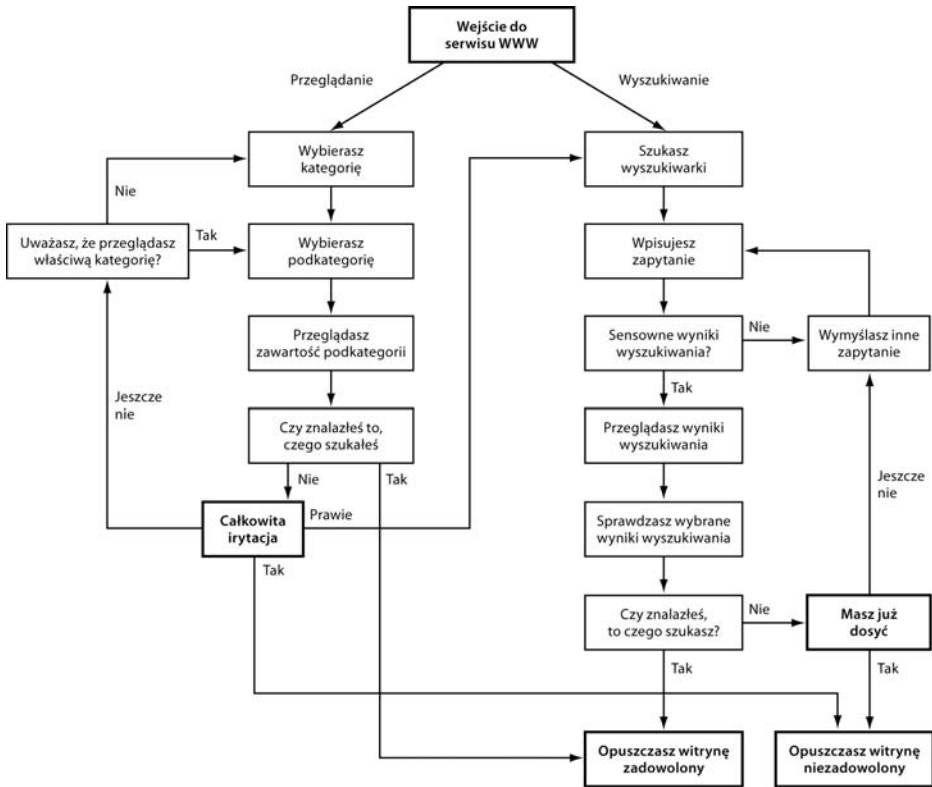 Wejście do
serwisu WWW
Przeglądanie
Wyszukiwanie
Wybierasz
kategorię
Szukasz
wyszukiwarki
Nie
Uważasz, że przeglądasz
właściwą kategorię?
Tak
Wybierasz
podkategorię
Wpisujesz
zapytanie
Przeglądasz
zawartość podkategorii
Sensowne wyniki
wyszukiwania?
Nie
Wymyślasz inne
zapytanie
Tak
Jeszcze
nie
Czy znalazłeś to,
czego szukałeś
Przeglądasz wyniki
wyszukiwania
Nie
Tak
Jeszcze
nie
Całkowita
irytacja
Prawie
Sprawdzasz wybrane
wyniki wyszukiwania
Tak
Czy znalazłeś,
to czego szukasz?
Nie
Masz już
dosyć
Tak
Tak
Opuszczasz witrynę
zadowolony
Opuszczasz witrynę
niezadowolony